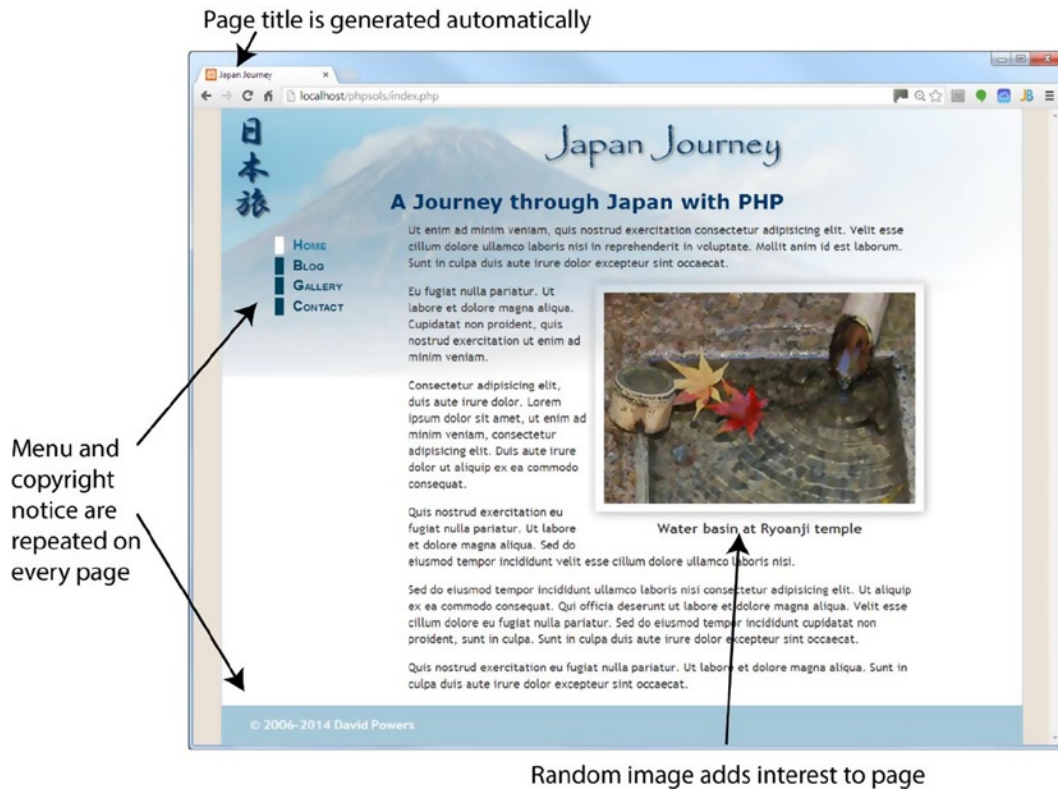 Page title is generated automatically
Japan Journey
localhost/phpsols/index.php
日本旅
Japan Journey
A Journey through Japan with PHP
Ut enim ad minim veniam, quis nostrud exercitation consectetur adipisicing elit. Velit esse
cillum dolore ullamco laboris nisi in reprehenderit in voluptate. Mollit anim id est laborum.
Sunt in culpa duis aute irure dolor excepteur sint occaecat.
HOME
BLOG
GALLERY
CONTACT
Eu fugiat nulla pariatur. Ut
labore et dolore magna aliqua.
Cupidatat non proident, quis
nostrud exercitation ut enim ad
minim veniam.
Consectetur adipisicing elit,
duis aute irure dolor. Lorem
ipsum dolor sit amet, ut enim ad
minim veniam, consectetur
adipisicing elit. Duis aute irure
dolor ut aliquip ex ea commodo
consequat.
Quis nostrud exercitation eu
fugiat nulla pariatur. Ut labore
et dolore magna aliqua. Sed do
eiusmod tempor incididunt velit esse cillum dolore ullamco laboris nisi.
Water basin at Ryoanji temple
Sed do eiusmod tempor incididunt ullamco laboris nisi consectetur adipisicing elit. Ut aliquip
ex ea commodo consequat. Qui officia deserunt ut labore et dolore magna aliqua. Velit esse
cillum dolore eu fugiat nulla pariatur. Sed do eiusmod tempor incididunt cupidatat non
proident, sunt in culpa. Sunt in culpa duis aute irure dolor excepteur sint occaecat.
Quis nostrud exercitation eu fugiat nulla pariatur. Ut labore et dolore magna aliqua. Sunt in
culpa duis aute irure dolor excepteur sint occaecat.
© 2006–2014 David Powers
Menu and
copyright
notice are
repeated on
every page
Random image adds interest to page